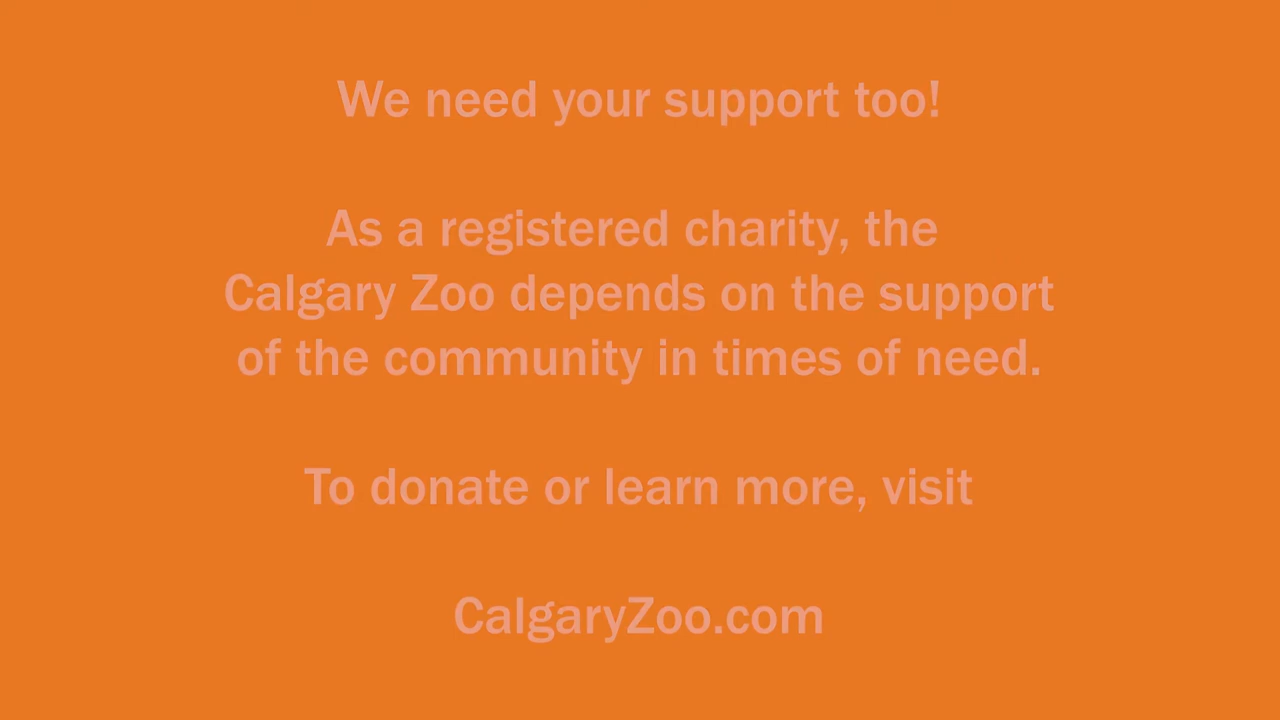 We need your support too!
As a registered charity, the
Calgary Zoo depends on the support
of the community in times of need.
To donate or learn more, visit
CalgaryZoo.com